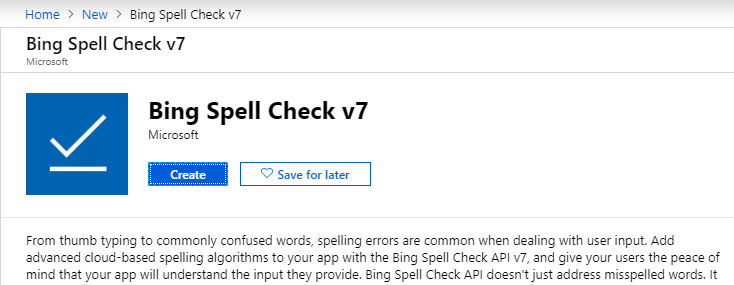 Home > New > Bing Spell Check v7
Bing Spell Check v7
Microsoft
Bing Spell Check v7
Microsoft
Create
Save for later
From thumb typing to commonly confused words, spelling errors are common when dealing with user input. Add
advanced cloud-based spelling algorithms to your app with the Bing Spell Check API v7, and give your users the peace of
mind that your app will understand the input they provide. Bing Spell Check API doesn't just address misspelled words. It